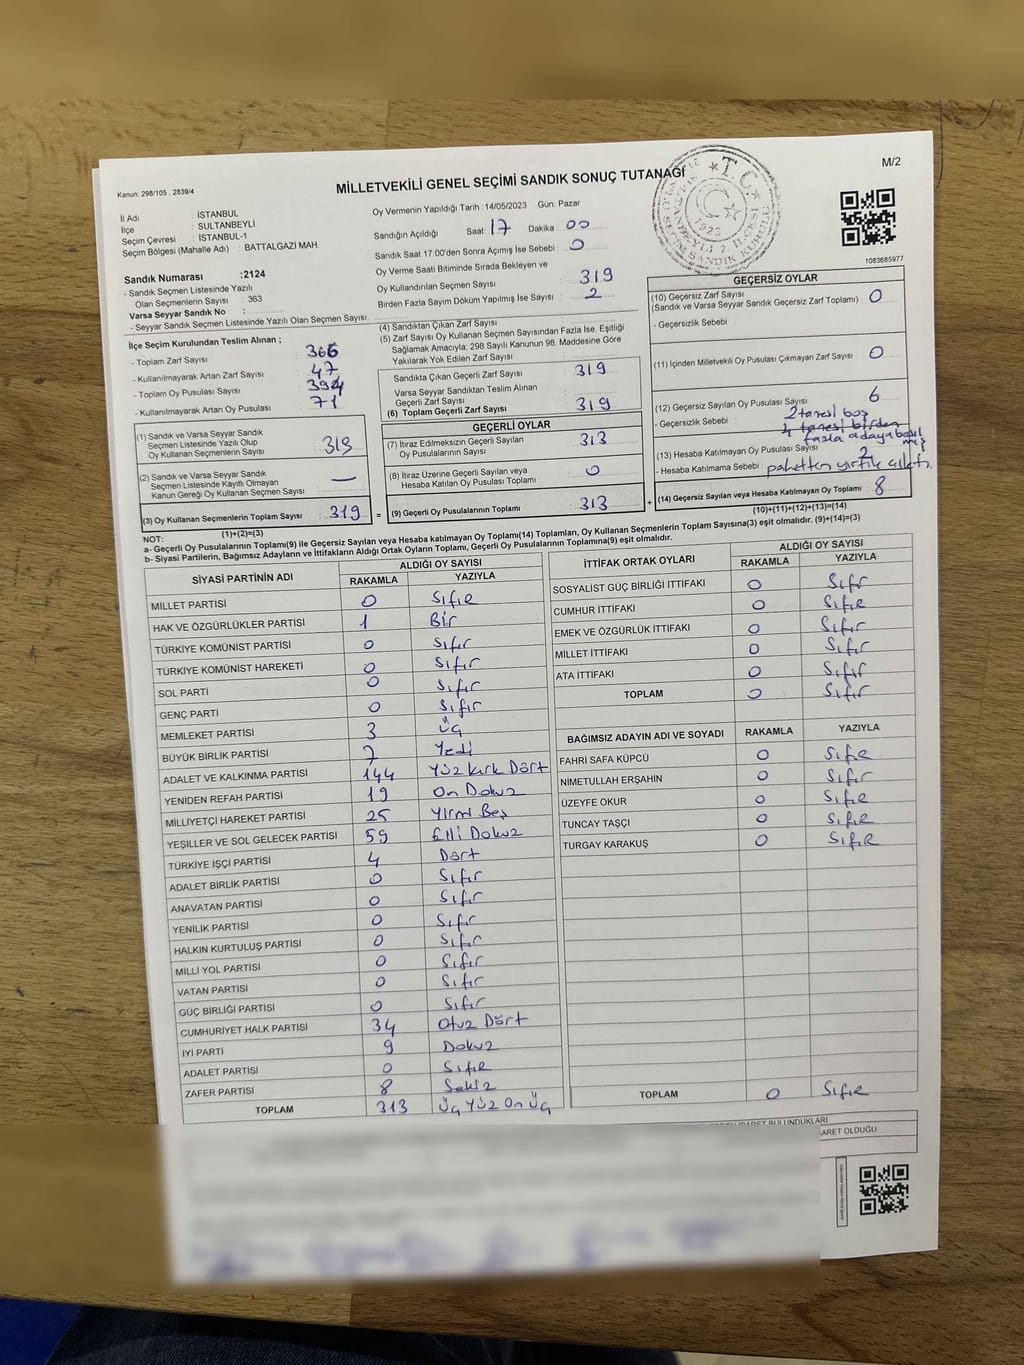 Kanun: 298/105 , 2839/4
MİLLETVEKİLİ GENEL SEÇİMİ SANDIK SONUÇ TUTANAĞI
M/2
İl Adı : İSTANBUL
İlçe : SULTANBEYLİ
Seçim Çevresi : İSTANBUL-1
Seçim Bölgesi (Mahalle Adı) : BATTALGAZİ MAH.
Oy Vermenin Yapıldığı Tarih :14/05/2023 Gün: Pazar
Sandığın Açıldığı Saat: 17 Dakika : 00
Sandık Saat 17.00'den Sonra Açılmış İse Sebebi : 0
Oy Verme Saati Bitiminde Sırada Bekleyen ve
Oy Kullandırılan Seçmen Sayısı : 319
Birden Fazla Sayım Döküm Yapılmış İse Sayısı : 2
T.C.
1923
1083685977
Sandık Numarası :2124
- Sandık Seçmen Listesinde Yazılı
Olan Seçmenlerin Sayısı : 363
Varsa Seyyar Sandık No :
- Seyyar Sandık Seçmen Listesinde Yazılı Olan Seçmen Sayısı:
İlçe Seçim Kurulundan Teslim Alınan ;
- Toplam Zarf Sayısı : 366
- Kullanılmayarak Artan Zarf Sayısı : 47
- Toplam Oy Pusulası Sayısı : 394
- Kullanılmayarak Artan Oy Pusulası : 71
(1) Sandık ve Varsa Seyyar Sandık
Seçmen Listesinde Yazılı Olup
Oy Kullanan Seçmenlerin Sayısı : 319
(2) Sandık ve Varsa Seyyar Sandık
Seçmen Listesinde Kayıtlı Olmayan
Kanun Gereği Oy Kullanan Seçmen Sayısı : —
(3) Oy Kullanan Seçmenlerin Toplam Sayısı : 319
(1)+(2)=(3)
(4) Sandıktan Çıkan Zarf Sayısı :
(5) Zarf Sayısı Oy Kullanan Seçmen Sayısından Fazla İse, Eşitliği
Sağlamak Amacıyla, 298 Sayılı Kanunun 98. Maddesine Göre
Yakılarak Yok Edilen Zarf Sayısı :
Sandıkta Çıkan Geçerli Zarf Sayısı : 319
Varsa Seyyar Sandıktan Teslim Alınan
Geçerli Zarf Sayısı :
(6) Toplam Geçerli Zarf Sayısı : 319
GEÇERLİ OYLAR
(7) İtiraz Edilmeksizin Geçerli Sayılan
Oy Pusulası Sayısı : 313
(8) İtiraz Üzerine Geçerli Sayılan veya
Hesaba Katılan Oy Pusulası Toplamı : 0
= (9) Geçerli Oy Pusulalarının Toplamı : 313 +
GEÇERSİZ OYLAR
(10) Geçersiz Zarf Sayısı
(Sandık ve Varsa Seyyar Sandık Geçersiz Zarf Toplamı) : 0
- Geçersizlik Sebebi :
(11) İçinden Milletvekili Oy Pusulası Çıkmayan Zarf Sayısı : 0
(12) Geçersiz Sayılan Oy Pusulası Sayısı : 6
- Geçersizlik Sebebi : 2 tanesi boş
4 tanesi birden
fazla adaya basılmış
(13) Hesaba Katılmayan Oy Pusulası Sayısı : 2
- Hesaba Katılmama Sebebi : paketten yırtık çıktı.
(14) Geçersiz Sayılan veya Hesaba Katılmayan Oy Toplamı : 8
(10)+(11)+(12)+(13)=(14)
NOT:
a- Geçerli Oy Pusulalarının Toplamı(9) ile Geçersiz Sayılan veya Hesaba katılmayan Oy Toplamı(14) Toplamları, Oy Kullanan Seçmenlerin Toplam Sayısına(3) eşit olmalıdır. (9)+(14)=(3)
b- Siyasi Partilerin, Bağımsız Adayların ve İttifakların Aldığı Ortak Oyların Toplamı, Geçerli Oy Pusulalarının Toplamına(9) eşit olmalıdır.
SİYASİ PARTİNİN ADI ALDIĞI OY SAYISI
RAKAMLA YAZIYLA
MİLLET PARTİSİ 0 Sıfır
HAK VE ÖZGÜRLÜKLER PARTİSİ 1 Bir
TÜRKİYE KOMÜNİST PARTİSİ 0 Sıfır
TÜRKİYE KOMÜNİST HAREKETİ 0 Sıfır
SOL PARTİ 0 Sıfır
GENÇ PARTİ 0 Sıfır
MEMLEKET PARTİSİ 3 Üç
BÜYÜK BİRLİK PARTİSİ 7 Yedi
ADALET VE KALKINMA PARTİSİ 144 Yüz kırk Dört
YENİDEN REFAH PARTİSİ 19 On Dokuz
MİLLİYETÇİ HAREKET PARTİSİ 25 Yirmi Beş
YEŞİLLER VE SOL GELECEK PARTİSİ 59 Elli Dokuz
TÜRKİYE İŞÇİ PARTİSİ 4 Dört
ADALET BİRLİK PARTİSİ 0 Sıfır
ANAVATAN PARTİSİ 0 Sıfır
YENİLİK PARTİSİ 0 Sıfır
HALKIN KURTULUŞ PARTİSİ 0 Sıfır
MİLLİ YOL PARTİSİ 0 Sıfır
VATAN PARTİSİ 0 Sıfır
GÜÇ BİRLİĞİ PARTİSİ 0 Sıfır
CUMHURİYET HALK PARTİSİ 34 Otuz Dört
İYİ PARTİ 9 Dokuz
ADALET PARTİSİ 0 Sıfır
ZAFER PARTİSİ 8 Sekiz
TOPLAM 313 Üç Yüz On Üç
İTTİFAK ORTAK OYLARI ALDIĞI OY SAYISI
RAKAMLA YAZIYLA
SOSYALİST GÜÇ BİRLİĞİ İTTİFAKI 0 Sıfır
CUMHUR İTTİFAKI 0 Sıfır
EMEK VE ÖZGÜRLÜK İTTİFAKI 0 Sıfır
MİLLET İTTİFAKI 0 Sıfır
ATA İTTİFAKI 0 Sıfır
TOPLAM 0 Sıfır
BAĞIMSIZ ADAYIN ADI VE SOYADI RAKAMLA YAZIYLA
FAHRİ SAFA KÜPCÜ 0 Sıfır
NİMETULLAH ERŞAHİN 0 Sıfır
ÜZEYFE OKUR 0 Sıfır
TUNCAY TAŞÇI 0 Sıfır
TURGAY KARAKUŞ 0 Sıfır
TOPLAM 0 Sıfır
BULUNDUKLARI
OLDUĞU